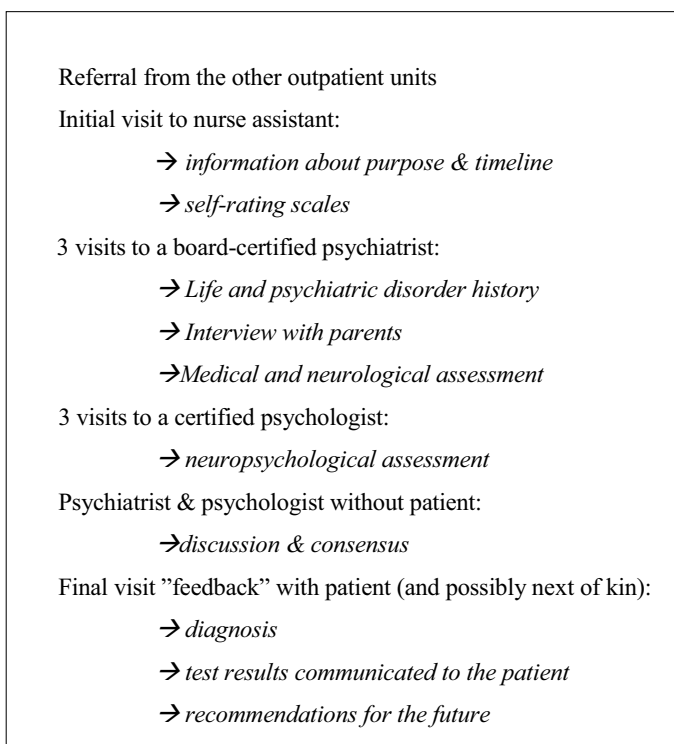 Referral from the other outpatient units
Initial visit to nurse assistant:
→ information about purpose & timeline
→ self-rating scales
3 visits to a board-certified psychiatrist:
→ Life and psychiatric disorder history
→ Interview with parents
→Medical and neurological assessment
3 visits to a certified psychologist:
→ neuropsychological assessment
Psychiatrist & psychologist without patient:
→discussion & consensus
Final visit ”feedback” with patient (and possibly next of kin):
→ diagnosis
→ test results communicated to the patient
→ recommendations for the future